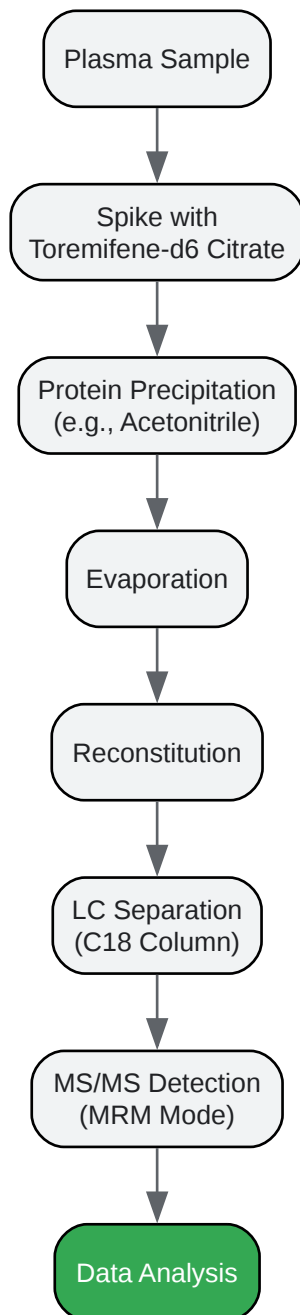 Plasma Sample
Spike with
Toremifene-d6 Citrate
Protein Precipitation
(e.g., Acetonitrile)
Evaporation
Reconstitution
LC Separation
(C18 Column)
MS/MS Detection
(MRM Mode)
Data Analysis